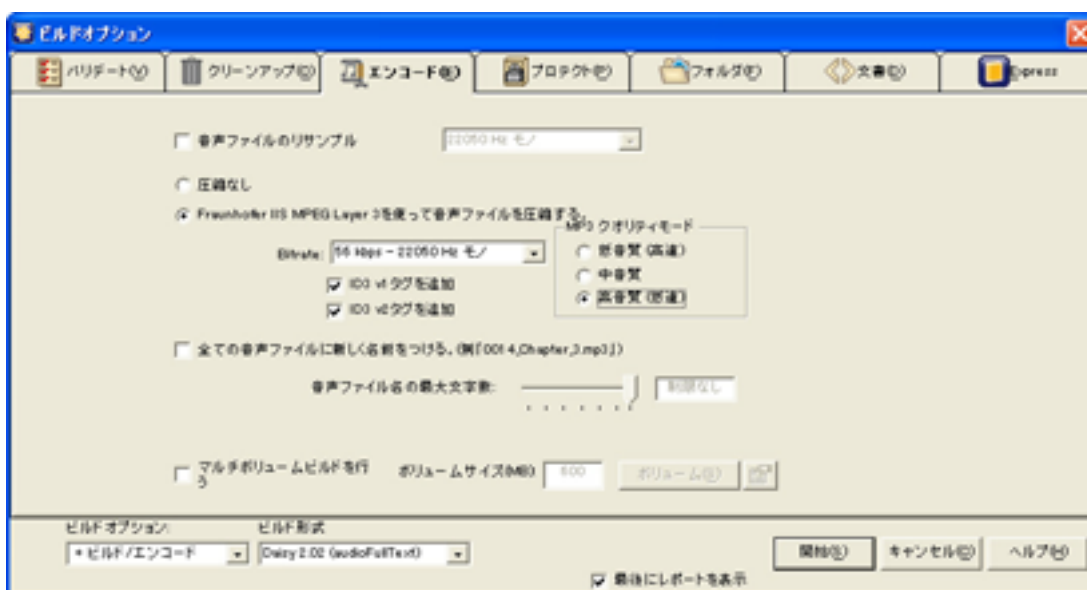 ビルドオプション
バリデート(V)
クリーンアップ(C)
エンコード(E)
プロテクト(P)
フォルダ(F)
文書(D)
音声ファイルのリサンプル
22050 Hz モノ
圧縮なし
Fraunhofer IIS MPEG Layer 3を使って音声ファイルを圧縮する。
MP3 クオリティモード
Bitrate:
56 kbps - 22050 Hz モノ
低音質(高速)
中音質
高音質(低速)
ID3 v1タグを追加
ID3 v2タグを追加
全ての音声ファイルに新しく名前をつける。(例「0014_Chapter_3.mp3」)
音声ファイル名の最大文字数:
制限なし
マルチボリュームビルドを行う
ボリュームサイズ(MB)
600
ビルドオプション:
ビルド形式
+ ビルド/エンコード
Daisy 2.02 (audioFullText)
開始(S)
キャンセル(C)
ヘルプ(H)
最後にレポートを表示